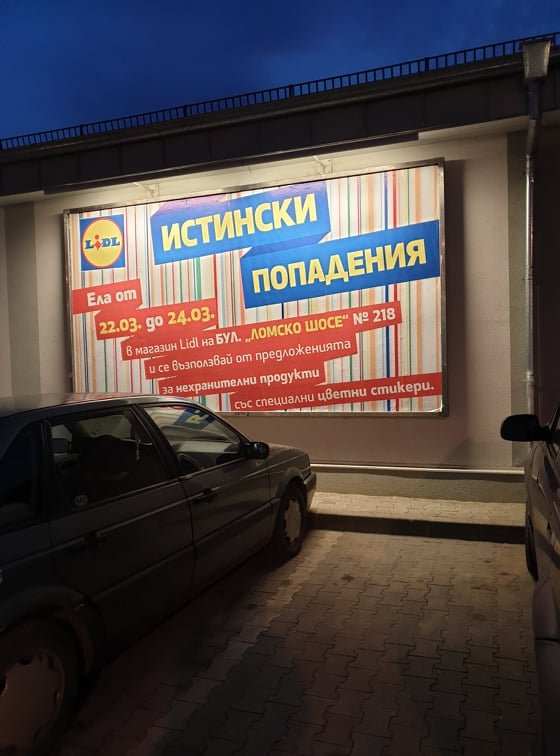 LiDL
ИСТИНСКИ
ПОПАДЕНИЯ
Ела от
22.03. до 24.03.
в магазин Lidl на БУЛ. „ЛОМСКО ШОСЕ" № 218
и се възползвай от предложенията
за нехранителни продукти
със специални цветни стикери.